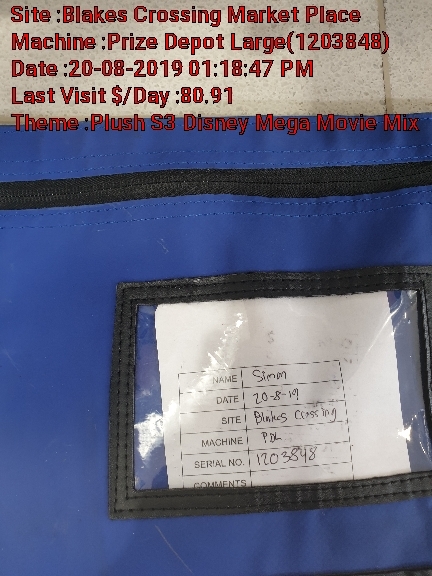 Site :Blakes Crossing Market Place
Machine :Prize Depot Large(1203848)
Date :20-08-2019 01:18:47 PM
Last Visit $/Day :80.91
Theme :Plush S3 Disney Mega Movie Mix
NAME Simon
DATE 20-8-19
SITE Blakes Crossing
MACHINE PDL
SERIAL NO. 1203848
COMMENTS